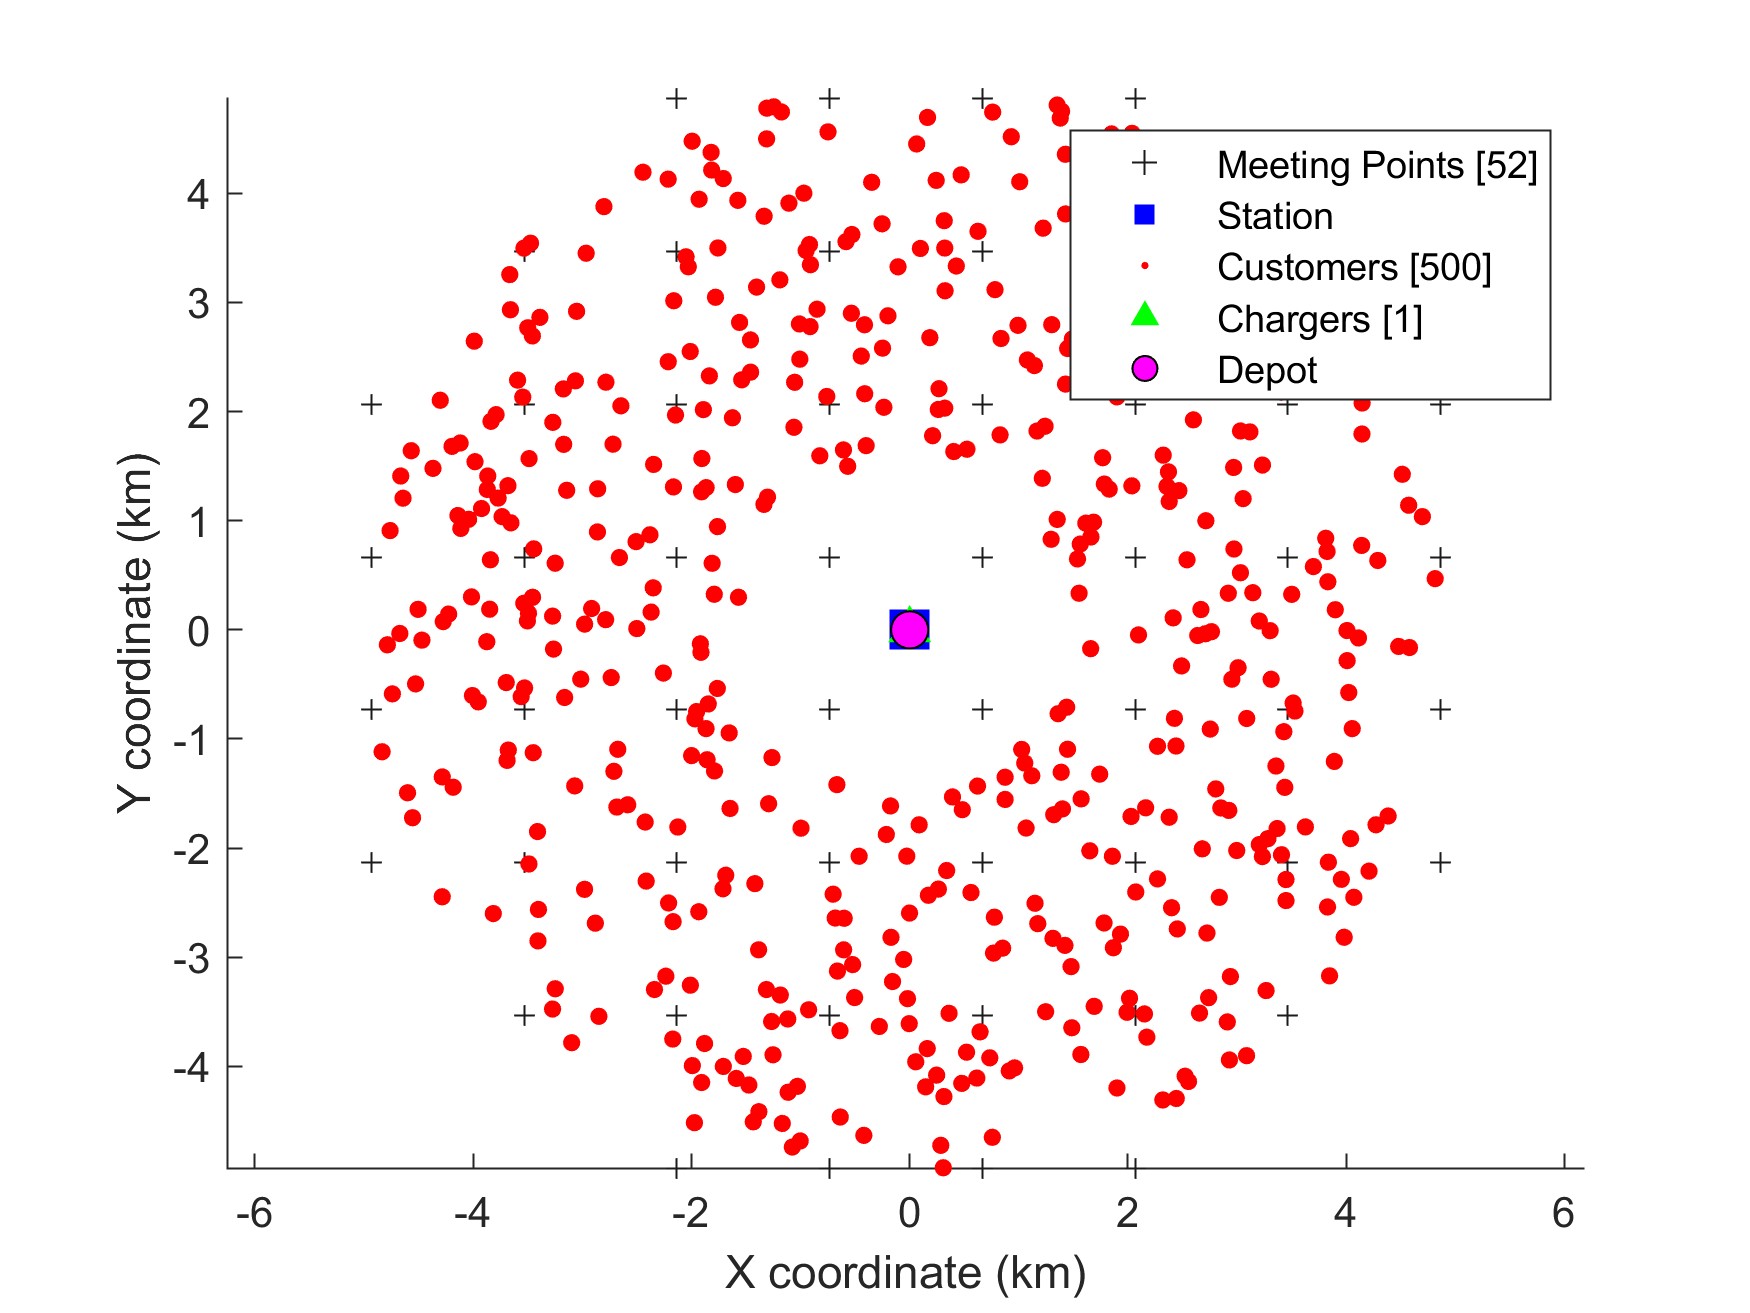 Meeting Points [52]
Station
Customers [500]
Chargers [1]
Depot
Y coordinate (km)
4
3
2
1
0
-1
-2
-3
-4
-6
-4
-2
0
2
4
6
X coordinate (km)